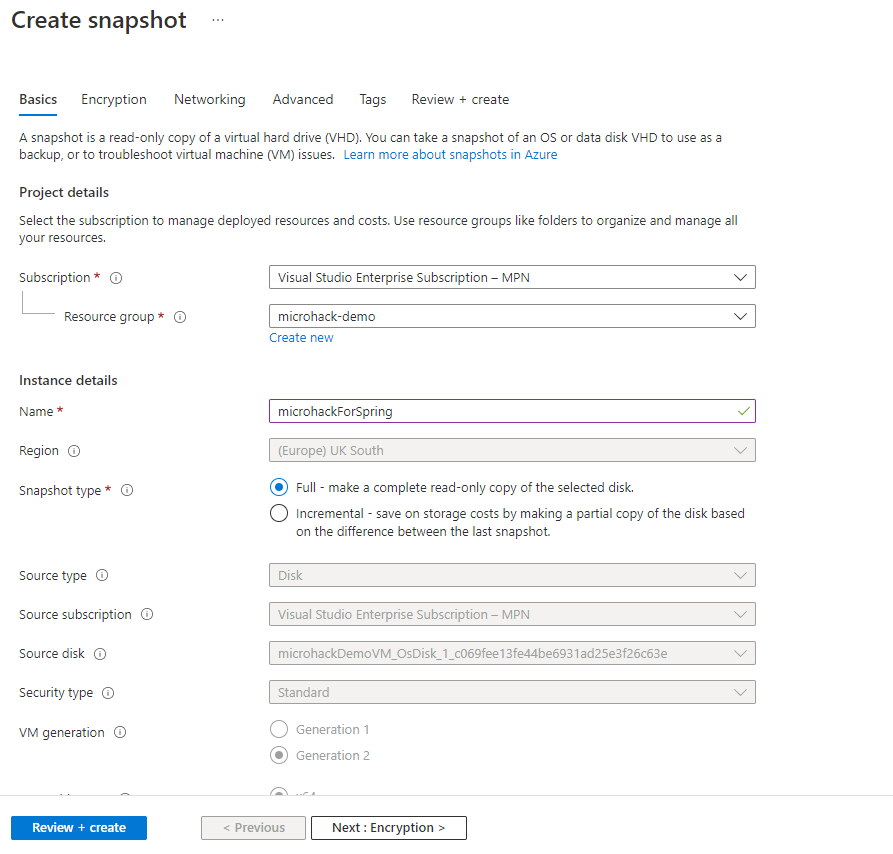 Create snapshot ...
Basics Encryption Networking Advanced Tags Review + create
A snapshot is a read-only copy of a virtual hard drive (VHD). You can take a snapshot of an OS or data disk VHD to use as a
backup, or to troubleshoot virtual machine (VM) issues. Learn more about snapshots in Azure
Project details
Select the subscription to manage deployed resources and costs. Use resource groups like folders to organize and manage all
your resources.
Subscription * Visual Studio Enterprise Subscription – MPN
Resource group * microhack-demo
Create new
Instance details
Name * microhackForSpring
Region (Europe) UK South
Snapshot type * Full - make a complete read-only copy of the selected disk.
Incremental - save on storage costs by making a partial copy of the disk based
on the difference between the last snapshot.
Source type Disk
Source subscription Visual Studio Enterprise Subscription – MPN
Source disk microhackDemoVM_OsDisk_1_c069fee13fe44be6931ad25e3f26c63e
Security type Standard
VM generation Generation 1
Generation 2
Review + create < Previous Next : Encryption >